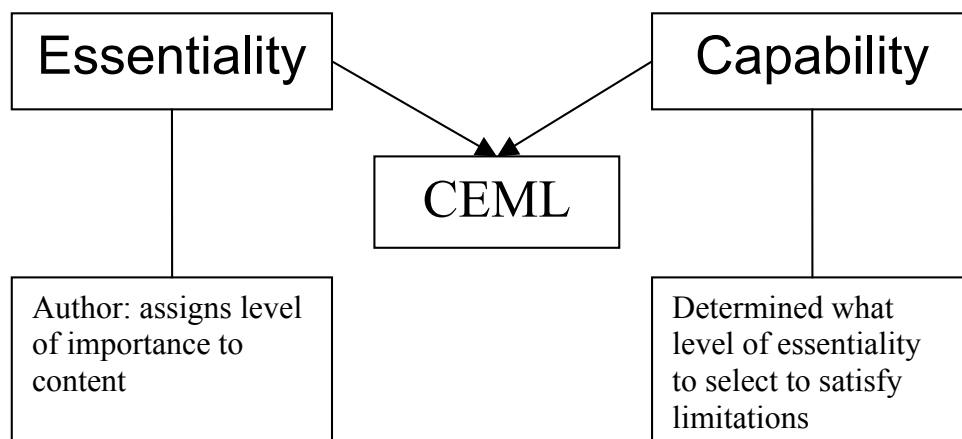 Essentiality
Capability
CEML
Author: assigns level
of importance to
content
Determined what
level of essentiality
to select to satisfy
limitations